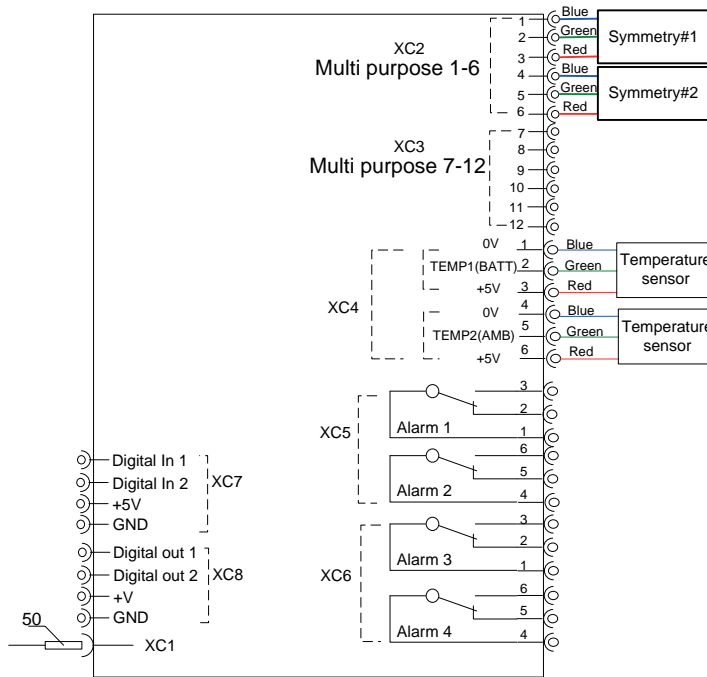 1 Blue
2 Green
Symmetry#1
3 Red
XC2
Multi purpose 1-6
4 Blue
5 Green
Symmetry#2
6 Red
7
XC3
Multi purpose 7-12
8
9
10
11
12
0V 1 Blue
TEMP1(BATT) 2 Green
Temperature
sensor
+5V 3 Red
XC4
0V 4 Blue
TEMP2(AMB) 5 Green
Temperature
sensor
+5V 6 Red
3
2
XC5
Alarm 1 1
6
5
Alarm 2 4
3
2
XC6
Alarm 3 1
6
5
Alarm 4 4
Digital In 1
Digital In 2
XC7
+5V
GND
Digital out 1
Digital out 2
XC8
+V
GND
50
XC1